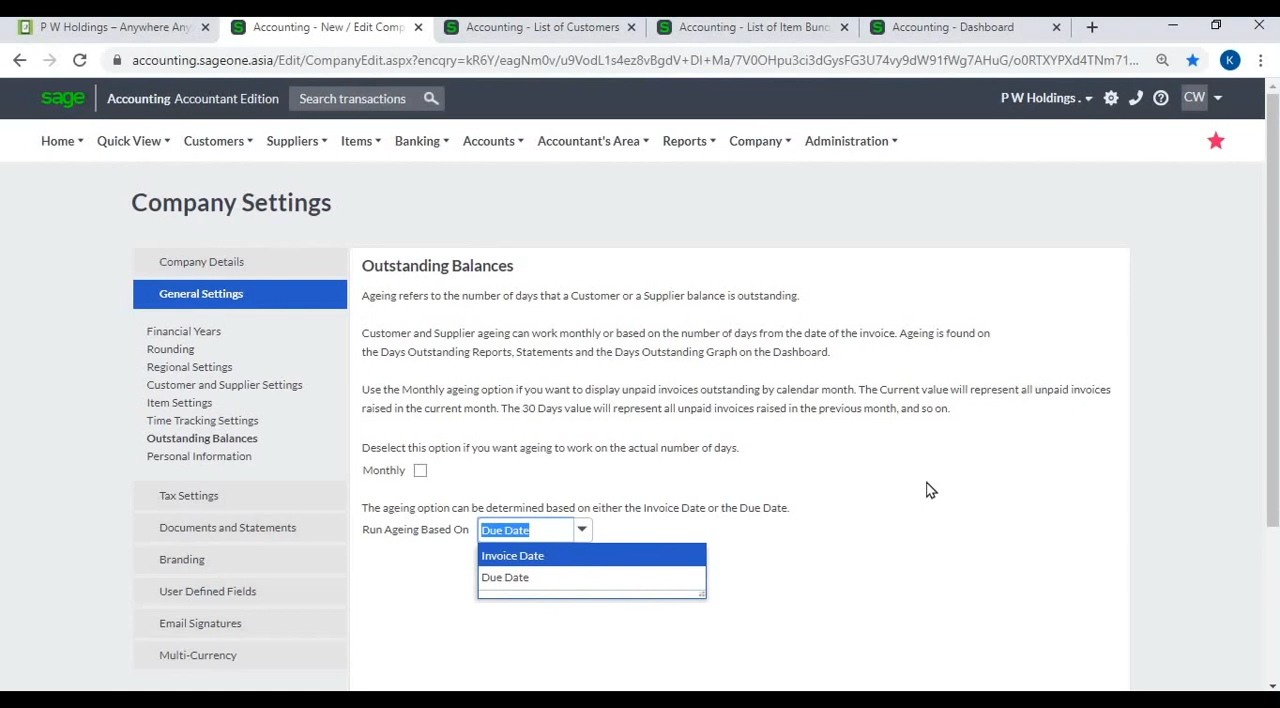 P W Holdings – Anywhere Any
Accounting - New / Edit Comp
Accounting - List of Customers
Accounting - List of Item Bund
Accounting - Dashboard
accounting.sageone.asia/Edit/CompanyEdit.aspx?encqry=kR6Y/eagNm0v/u9VodL1s4ez8vBgdV+DI+Ma/7V0OHpu3ci3dGysFG3U74vy9dW91fWg7AHuG/o0RTXYPXd4TNm71...
K
sage
Accounting Accountant Edition
Search transactions
P W Holdings .
CW
Home
Quick View
Customers
Suppliers
Items
Banking
Accounts
Accountant's Area
Reports
Company
Administration
Company Settings
Company Details
General Settings
Financial Years
Rounding
Regional Settings
Customer and Supplier Settings
Item Settings
Time Tracking Settings
Outstanding Balances
Personal Information
Tax Settings
Documents and Statements
Branding
User Defined Fields
Email Signatures
Multi-Currency
Outstanding Balances
Ageing refers to the number of days that a Customer or a Supplier balance is outstanding.
Customer and Supplier ageing can work monthly or based on the number of days from the date of the invoice. Ageing is found on
the Days Outstanding Reports, Statements and the Days Outstanding Graph on the Dashboard.
Use the Monthly ageing option if you want to display unpaid invoices outstanding by calendar month. The Current value will represent all unpaid invoices
raised in the current month. The 30 Days value will represent all unpaid invoices raised in the previous month, and so on.
Deselect this option if you want ageing to work on the actual number of days.
Monthly
The ageing option can be determined based on either the Invoice Date or the Due Date.
Run Ageing Based On Due Date
Invoice Date
Due Date